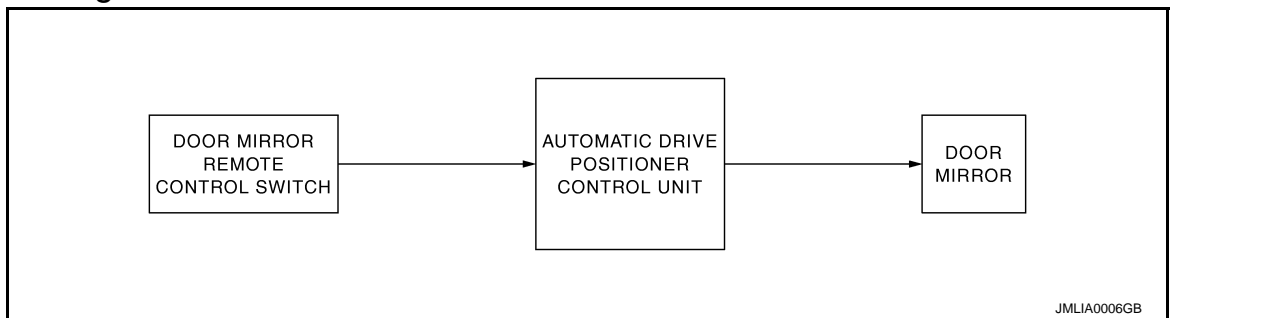 DOOR MIRROR
REMOTE
CONTROL SWITCH
AUTOMATIC DRIVE
POSITIONER
CONTROL UNIT
DOOR
MIRROR
JMLIA0006GB